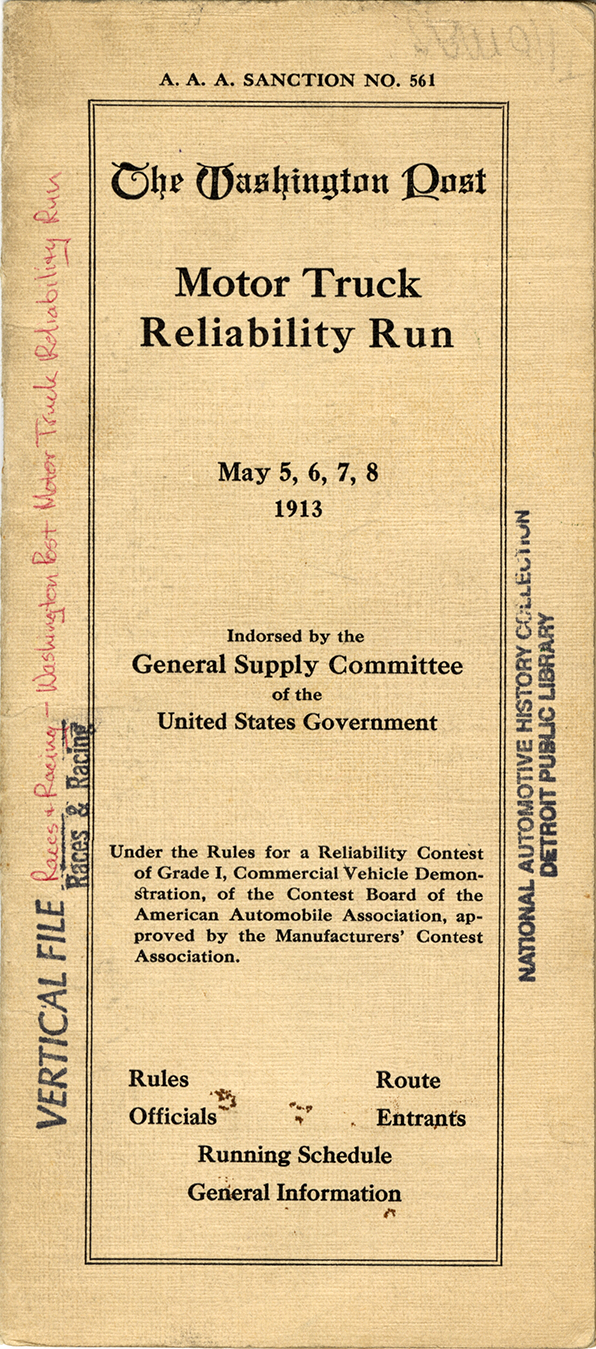 A. A. A. SANCTION NO. 561
The Washington Post
Motor Truck
Reliability Run
May 5, 6, 7, 8
1913
Indorsed by the
General Supply Committee
of the
United States Government
Under the Rules for a Reliability Contest
of Grade I, Commercial Vehicle Demon-
stration, of the Contest Board of the
American Automobile Association, ap-
proved by the Manufacturers' Contest
Association.
Rules Route
Officials Entrants
Running Schedule
General Information
VERTICAL FILE
Races & Racing
Races + Racing - Washington Post Motor Truck Reliability Run
NATIONAL AUTOMOTIVE HISTORY COLLECTION
DETROIT PUBLIC LIBRARY